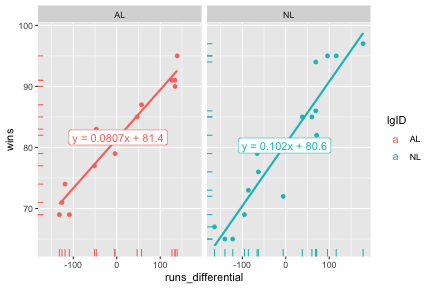 AL
NL
100
90
80
70
wins
y = 0.0807x + 81.4
y = 0.102x + 80.6
-100
0
100
-100
0
100
runs_differential
lgID
a AL
a NL